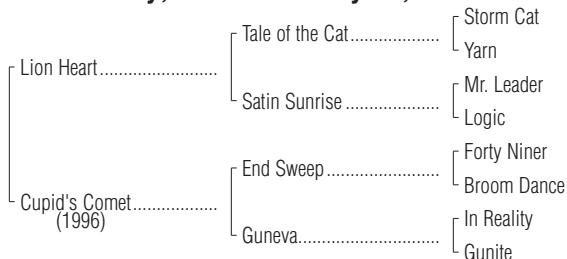 Storm Cat
Tale of the Cat....................
Yarn
Lion Heart..........................
Mr. Leader
Satin Sunrise .....................
Logic
Forty Niner
End Sweep .........................
Broom Dance
Cupid's Comet...................
(1996)
In Reality
Guneva................................
Gunite